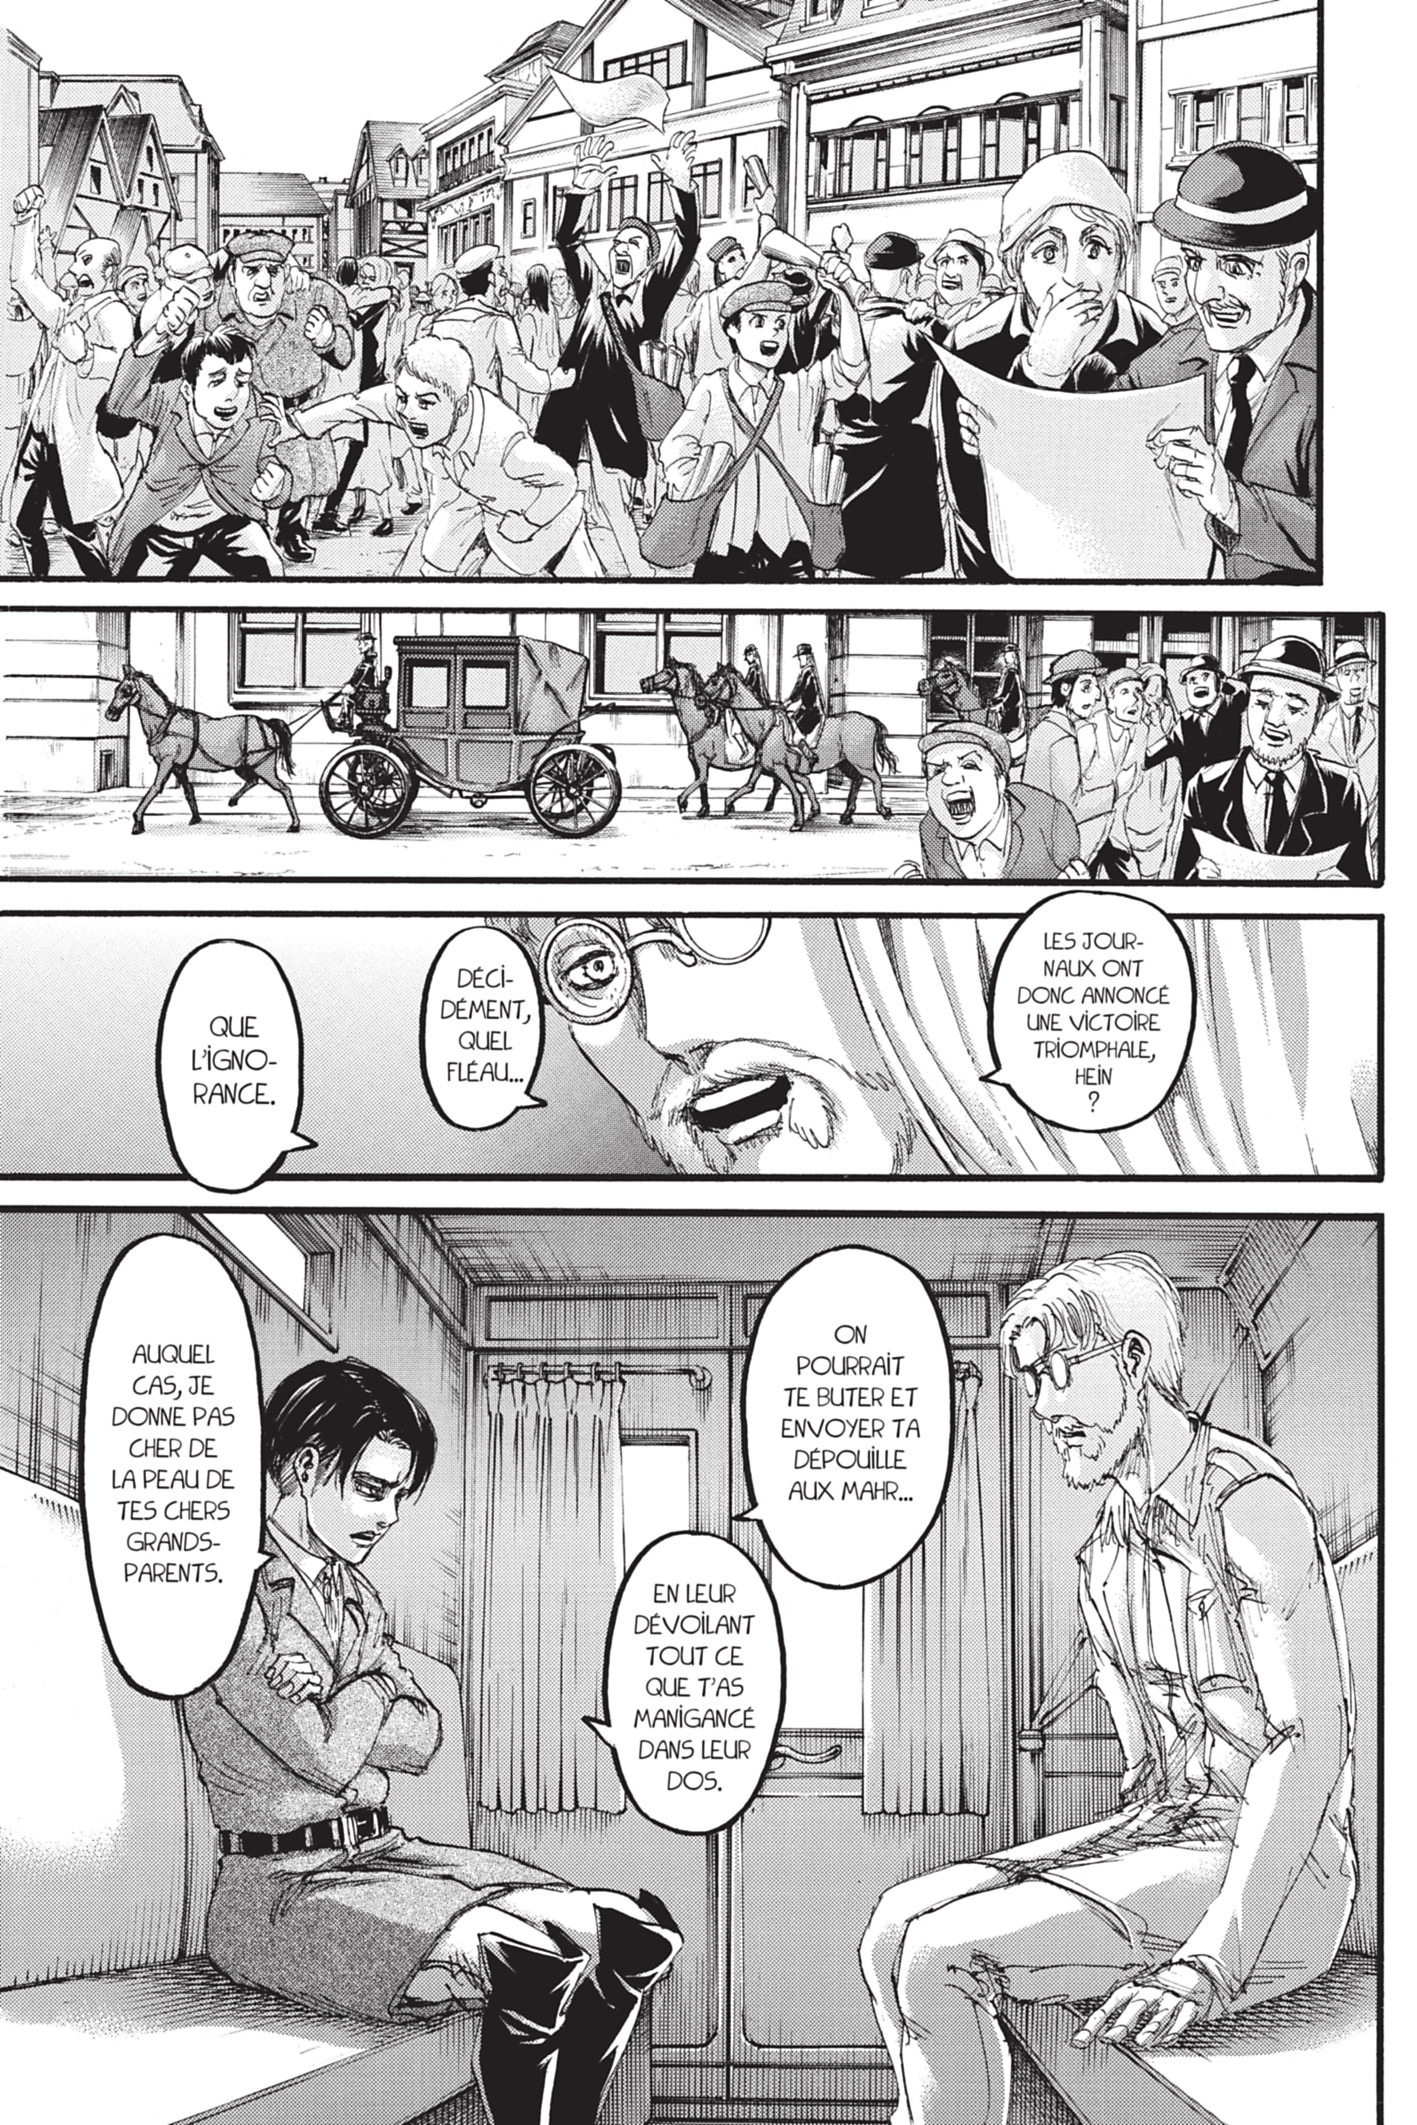 LES JOUR-
NAUX ONT
DONC ANNONCÉ
UNE VICTOIRE
TRIOMPHALE,
HEIN
?
DÉCI-
DÉMENT,
QUEL
FLÉAU...
QUE
L'IGNO-
RANCE.
ON
POURRAIT
TE BUTER ET
ENVOYER TA
DÉPOUILLE
AUX MAHR...
EN LEUR
DÉVOILANT
TOUT CE
QUE T'AS
MANIGANCÉ
DANS LEUR
DOS.
AUQUEL
CAS, JE
DONNE PAS
CHER DE
LA PEAU DE
TES CHERS
GRANDS-
PARENTS.